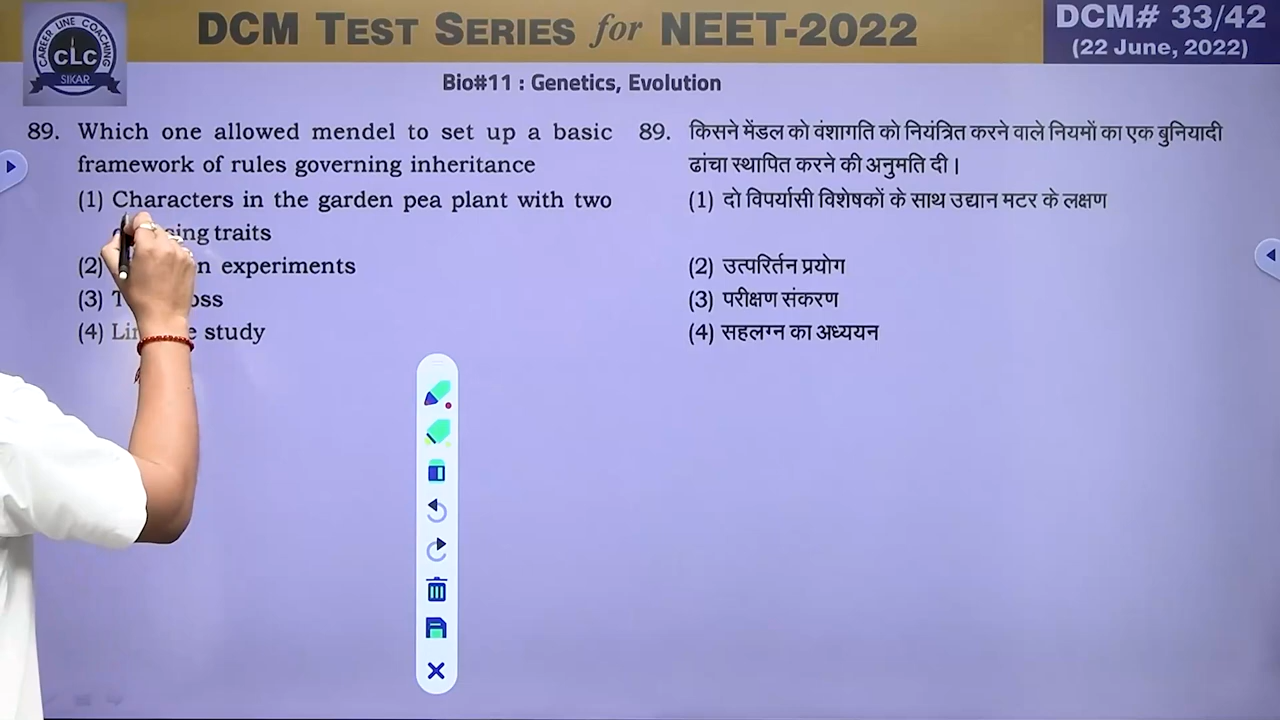 DCM TEST SERIES for NEET-2022
DCM# 33/42
(22 June, 2022)
CAREER LINE COACHING
CLC
SIKAR
Bio#11 : Genetics, Evolution
89. Which one allowed mendel to set up a basic
framework of rules governing inheritance
(1) Characters in the garden pea plant with two
traits
(2) experiments
(3)
(4) study
89. किसने मेंडल को वंशागति को नियंत्रित करने वाले नियमों का एक बुनियादी
ढांचा स्थापित करने की अनुमति दी।
(1) दो विपर्यासी विशेषकों के साथ उद्यान मटर के लक्षण
(2) उत्परिर्तन प्रयोग
(3) परीक्षण संकरण
(4) सहलग्न का अध्ययन